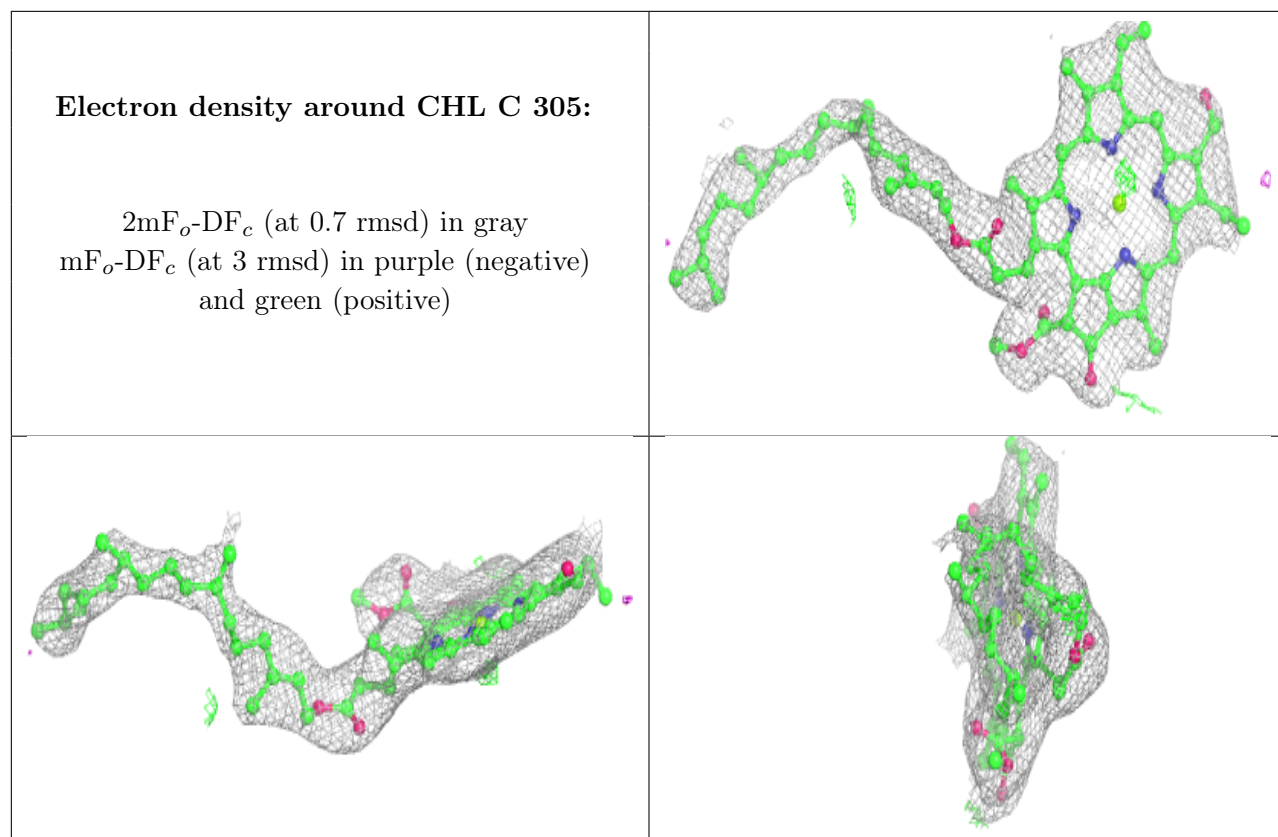 Electron density around CHL C 305:
2mFo-DFc (at 0.7 rmsd) in gray
mFo-DFc (at 3 rmsd) in purple (negative)
and green (positive)